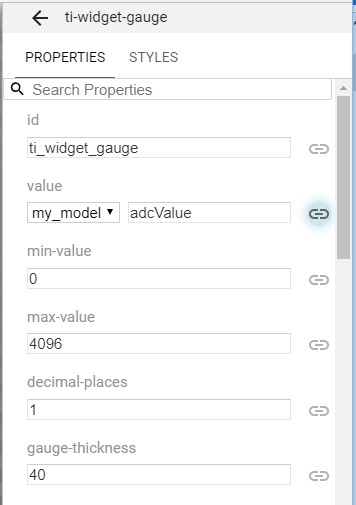 ti-widget-gauge
PROPERTIES STYLES
Search Properties
id
ti_widget_gauge
value
my_model adcValue
min-value
0
max-value
4096
decimal-places
1
gauge-thickness
40